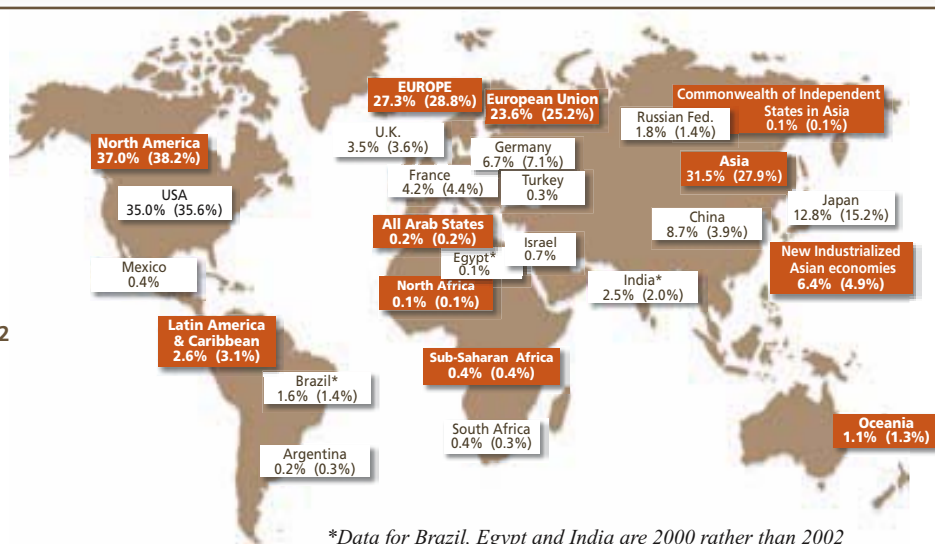 EUROPE
27.3% (28.8%)
European Union
23.6% (25.2%)
Commonwealth of Independent
States in Asia
0.1% (0.1%)
Russian Fed.
1.8% (1.4%)
U.K.
3.5% (3.6%)
North America
37.0% (38.2%)
Germany
6.7% (7.1%)
Asia
31.5% (27.9%)
France
4.2% (4.4%)
Turkey
0.3%
USA
35.0% (35.6%)
Japan
12.8% (15.2%)
China
8.7% (3.9%)
All Arab States
0.2% (0.2%)
Israel
0.7%
Egypt*
0.1%
New Industrialized
Asian economies
6.4% (4.9%)
Mexico
0.4%
India*
2.5% (2.0%)
North Africa
0.1% (0.1%)
2
Latin America
& Caribbean
2.6% (3.1%)
Sub-Saharan Africa
0.4% (0.4%)
Brazil*
1.6% (1.4%)
Oceania
1.1% (1.3%)
South Africa
0.4% (0.3%)
Argentina
0.2% (0.3%)
*Data for Brazil, Egypt and India are 2000 rather than 2002